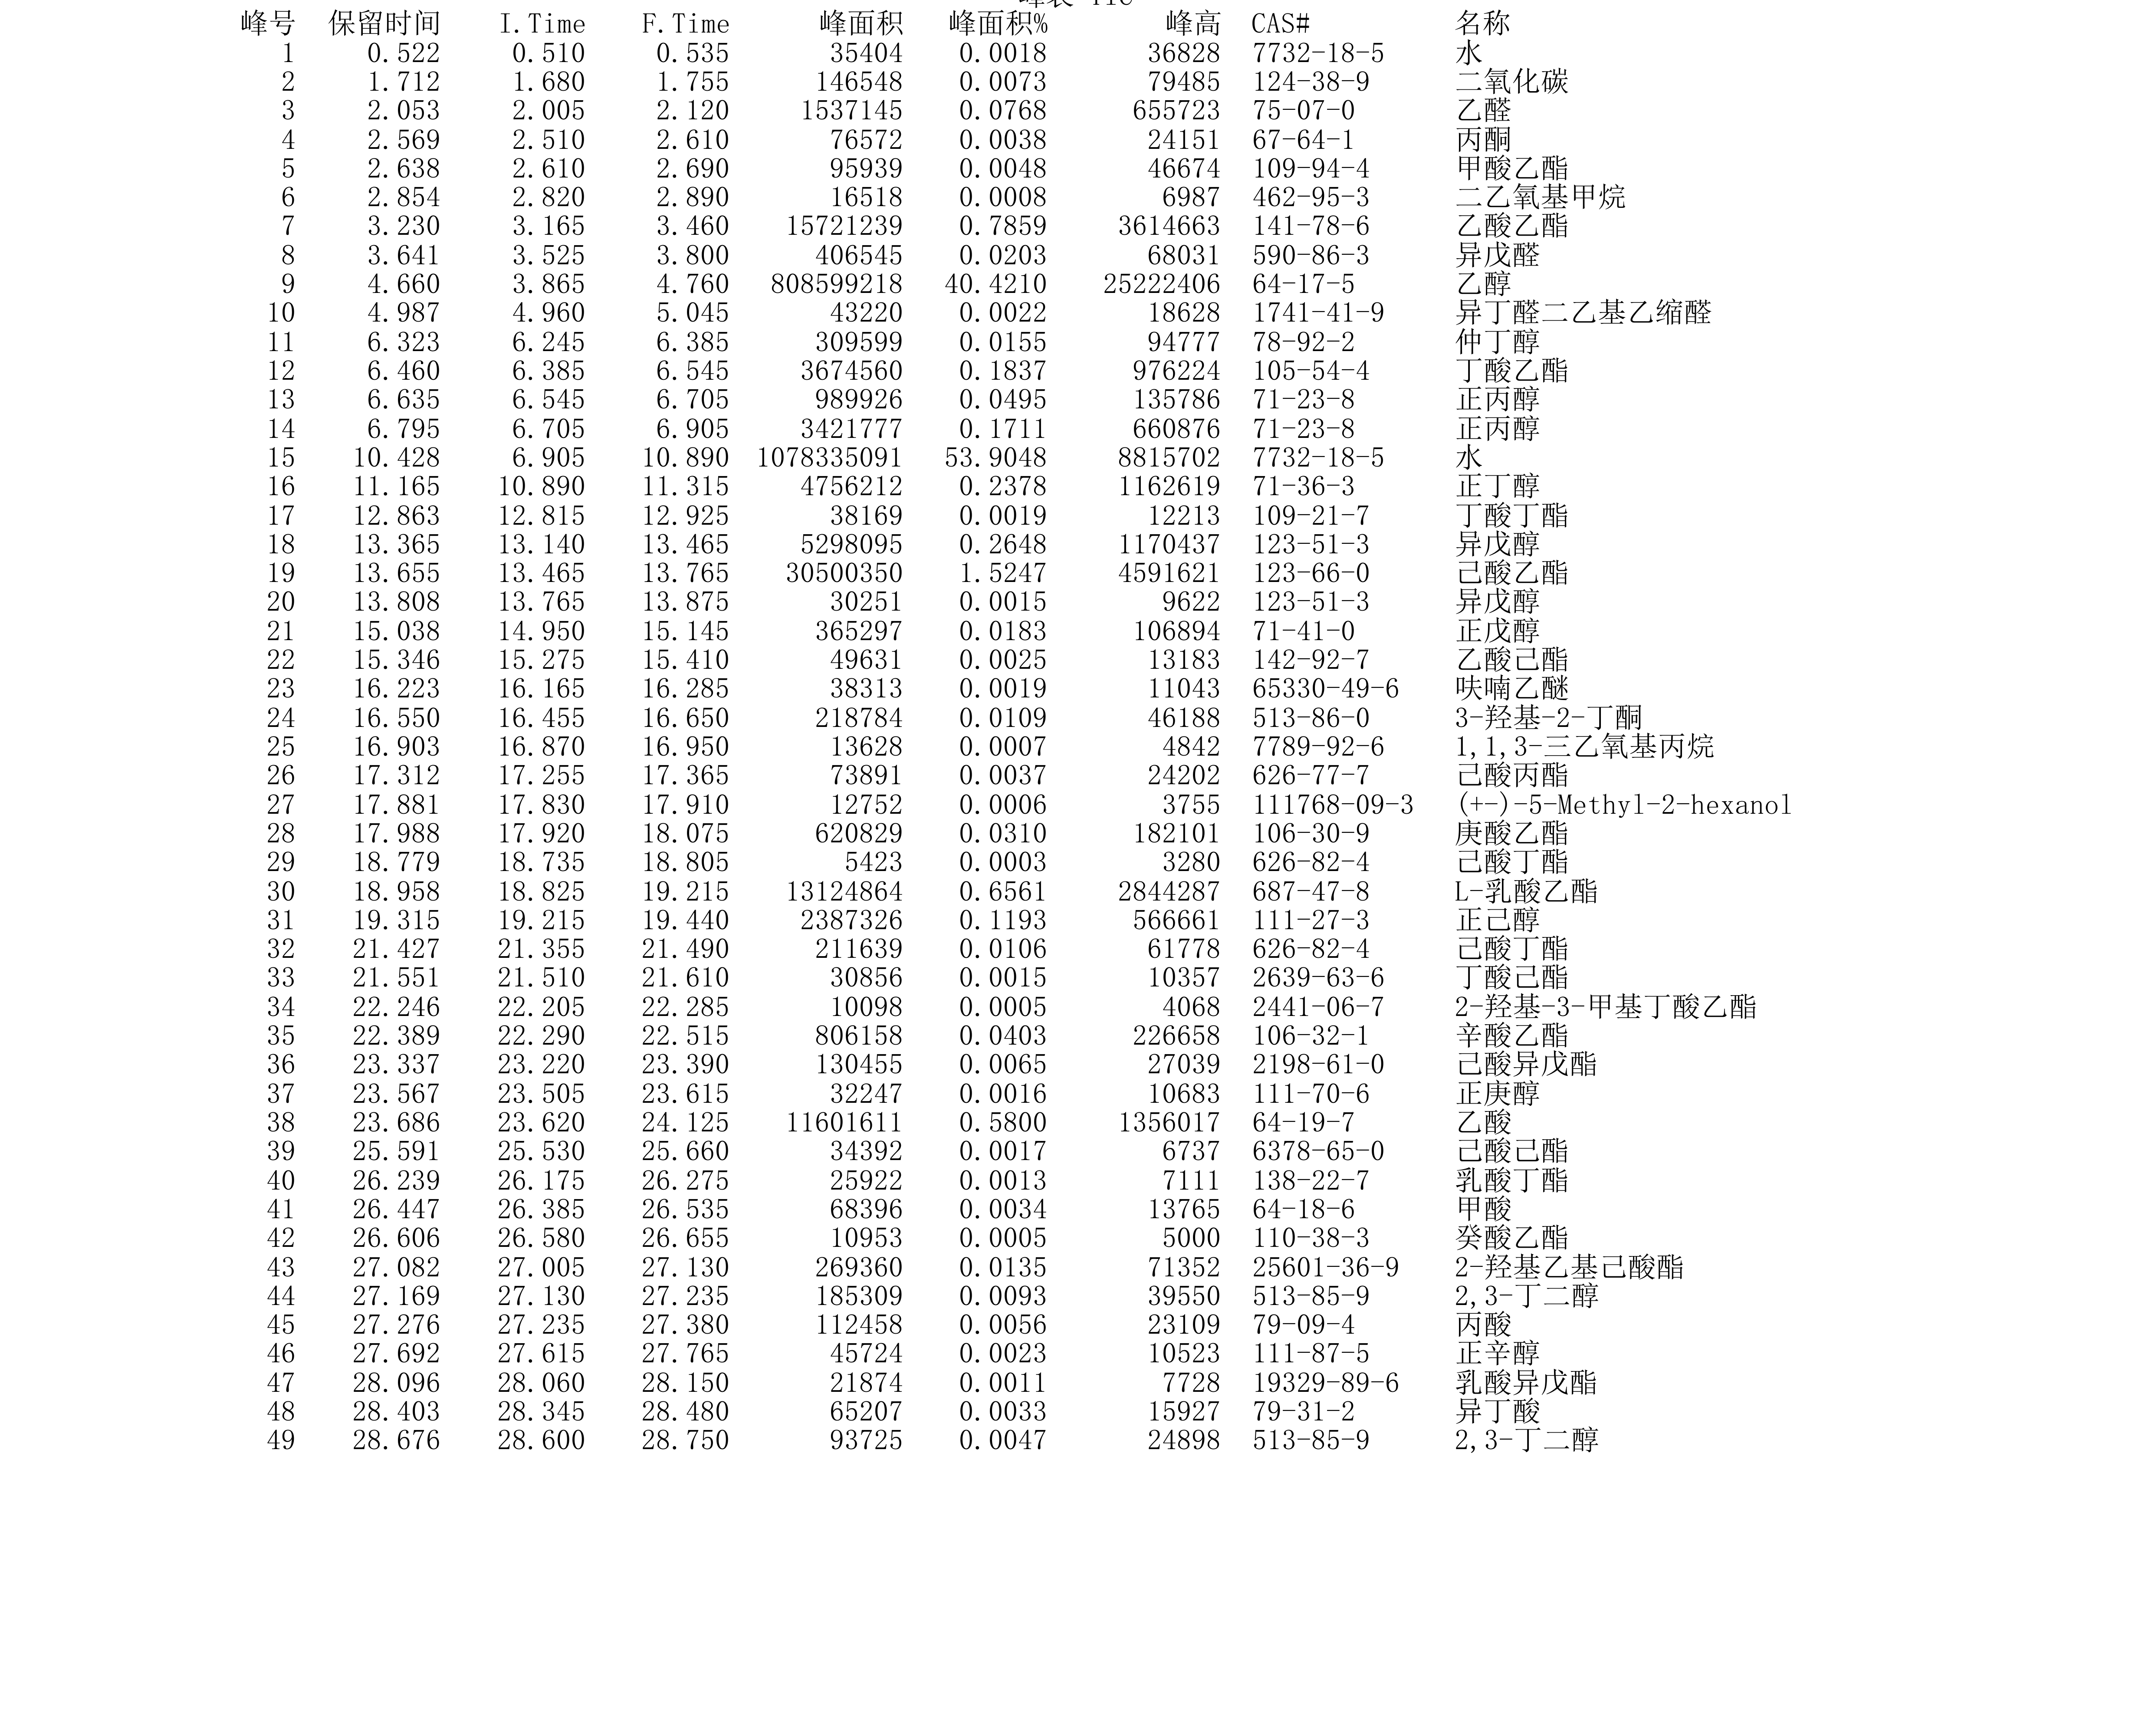 峰号 保留时间 I.Time F.Time 峰面积 峰面积% 峰高 CAS# 名称
1 0.522 0.510 0.535 35404 0.0018 36828 7732-18-5 水
2 1.712 1.680 1.755 146548 0.0073 79485 124-38-9 二氧化碳
3 2.053 2.005 2.120 1537145 0.0768 655723 75-07-0 乙醛
4 2.569 2.510 2.610 76572 0.0038 24151 67-64-1 丙酮
5 2.638 2.610 2.690 95939 0.0048 46674 109-94-4 甲酸乙酯
6 2.854 2.820 2.890 16518 0.0008 6987 462-95-3 二乙氧基甲烷
7 3.230 3.165 3.460 15721239 0.7859 3614663 141-78-6 乙酸乙酯
8 3.641 3.525 3.800 406545 0.0203 68031 590-86-3 异戊醛
9 4.660 3.865 4.760 808599218 40.4210 25222406 64-17-5 乙醇
10 4.987 4.960 5.045 43220 0.0022 18628 1741-41-9 异丁醛二乙基乙缩醛
11 6.323 6.245 6.385 309599 0.0155 94777 78-92-2 仲丁醇
12 6.460 6.385 6.545 3674560 0.1837 976224 105-54-4 丁酸乙酯
13 6.635 6.545 6.705 989926 0.0495 135786 71-23-8 正丙醇
14 6.795 6.705 6.905 3421777 0.1711 660876 71-23-8 正丙醇
15 10.428 6.905 10.890 1078335091 53.9048 8815702 7732-18-5 水
16 11.165 10.890 11.315 4756212 0.2378 1162619 71-36-3 正丁醇
17 12.863 12.815 12.925 38169 0.0019 12213 109-21-7 丁酸丁酯
18 13.365 13.140 13.465 5298095 0.2648 1170437 123-51-3 异戊醇
19 13.655 13.465 13.765 30500350 1.5247 4591621 123-66-0 己酸乙酯
20 13.808 13.765 13.875 30251 0.0015 9622 123-51-3 异戊醇
21 15.038 14.950 15.145 365297 0.0183 106894 71-41-0 正戊醇
22 15.346 15.275 15.410 49631 0.0025 13183 142-92-7 乙酸己酯
23 16.223 16.165 16.285 38313 0.0019 11043 65330-49-6 呋喃乙醚
24 16.550 16.455 16.650 218784 0.0109 46188 513-86-0 3-羟基-2-丁酮
25 16.903 16.870 16.950 13628 0.0007 4842 7789-92-6 1,1,3-三乙氧基丙烷
26 17.312 17.255 17.365 73891 0.0037 24202 626-77-7 己酸丙酯
27 17.881 17.830 17.910 12752 0.0006 3755 111768-09-3 (+-)-5-Methyl-2-hexanol
28 17.988 17.920 18.075 620829 0.0310 182101 106-30-9 庚酸乙酯
29 18.779 18.735 18.805 5423 0.0003 3280 626-82-4 己酸丁酯
30 18.958 18.825 19.215 13124864 0.6561 2844287 687-47-8 L-乳酸乙酯
31 19.315 19.215 19.440 2387326 0.1193 566661 111-27-3 正己醇
32 21.427 21.355 21.490 211639 0.0106 61778 626-82-4 己酸丁酯
33 21.551 21.510 21.610 30856 0.0015 10357 2639-63-6 丁酸己酯
34 22.246 22.205 22.285 10098 0.0005 4068 2441-06-7 2-羟基-3-甲基丁酸乙酯
35 22.389 22.290 22.515 806158 0.0403 226658 106-32-1 辛酸乙酯
36 23.337 23.220 23.390 130455 0.0065 27039 2198-61-0 己酸异戊酯
37 23.567 23.505 23.615 32247 0.0016 10683 111-70-6 正庚醇
38 23.686 23.620 24.125 11601611 0.5800 1356017 64-19-7 乙酸
39 25.591 25.530 25.660 34392 0.0017 6737 6378-65-0 己酸己酯
40 26.239 26.175 26.275 25922 0.0013 7111 138-22-7 乳酸丁酯
41 26.447 26.385 26.535 68396 0.0034 13765 64-18-6 甲酸
42 26.606 26.580 26.655 10953 0.0005 5000 110-38-3 癸酸乙酯
43 27.082 27.005 27.130 269360 0.0135 71352 25601-36-9 2-羟基乙基己酸酯
44 27.169 27.130 27.235 185309 0.0093 39550 513-85-9 2,3-丁二醇
45 27.276 27.235 27.380 112458 0.0056 23109 79-09-4 丙酸
46 27.692 27.615 27.765 45724 0.0023 10523 111-87-5 正辛醇
47 28.096 28.060 28.150 21874 0.0011 7728 19329-89-6 乳酸异戊酯
48 28.403 28.345 28.480 65207 0.0033 15927 79-31-2 异丁酸
49 28.676 28.600 28.750 93725 0.0047 24898 513-85-9 2,3-丁二醇